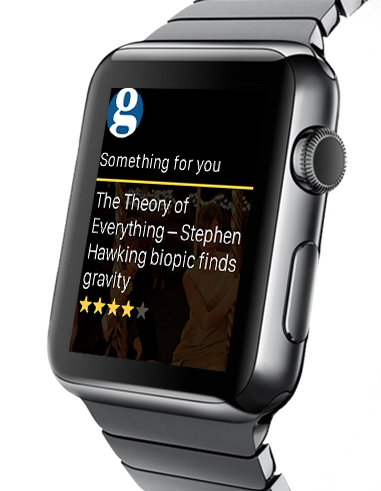 g
Something for you
The Theory of
Everything – Stephen
Hawking biopic finds
gravity